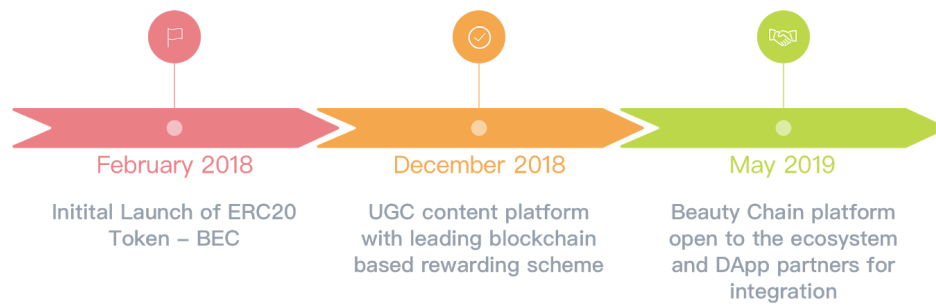 February 2018
Initital Launch of ERC20
Token – BEC
December 2018
UGC content platform
with leading blockchain
based rewarding scheme
May 2019
Beauty Chain platform
open to the ecosystem
and DApp partners for
integration